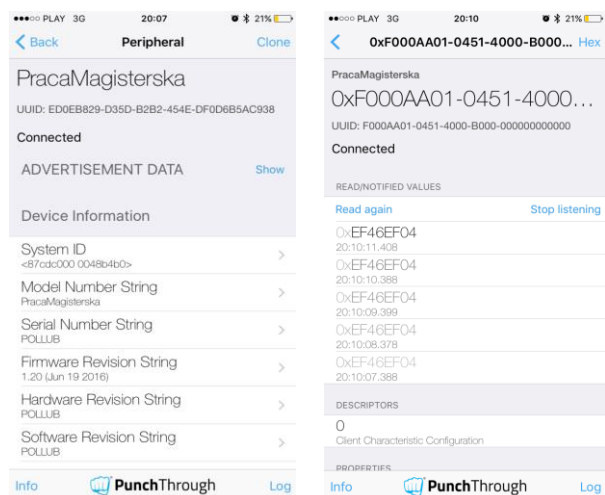 PLAY 3G 20:07 21%
Back Peripheral Clone
PracaMagisterska
UUID: ED0EB829-D35D-B2B2-454E-DF0D6B5AC938
Connected
ADVERTISEMENT DATA Show
Device Information
System ID
<87cdc000 0048b4b0>
Model Number String
PracaMagisterska
Serial Number String
POLLUB
Firmware Revision String
1.20 (Jun 19 2016)
Hardware Revision String
POLLUB
Software Revision String
POLLUB
Info PunchThrough Log
PLAY 3G 20:10 21%
0xF000AA01-0451-4000-B000... Hex
PracaMagisterska
0xF000AA01-0451-4000...
UUID: F000AA01-0451-4000-B000-000000000000
Connected
READ/NOTIFIED VALUES
Read again Stop listening
0xEF46EF04
20:10:11.408
0xEF46EF04
20:10:10.388
0xEF46EF04
20:10:09.399
0xEF46EF04
20:10:08.378
0xEF46EF04
20:10:07.388
DESCRIPTORS
0
Client Characteristic Configuration
PROPERTIES
Info PunchThrough Log